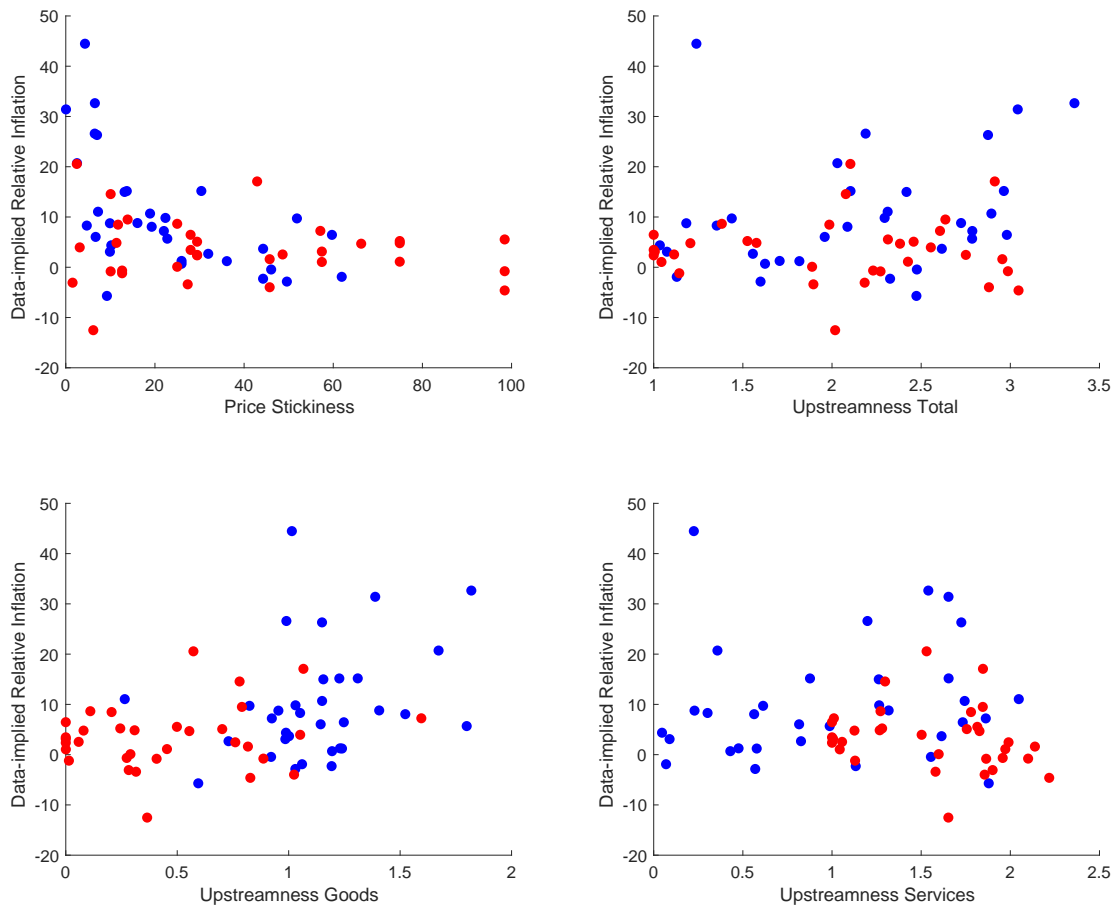 50
40
30
20
10
0
-10
-20
Data-implied Relative Inflation
0 20 40 60 80 100
Price Stickiness
50
40
30
20
10
0
-10
-20
Data-implied Relative Inflation
1 1.5 2 2.5 3 3.5
Upstreamness Total
50
40
30
20
10
0
-10
-20
Data-implied Relative Inflation
0 0.5 1 1.5 2
Upstreamness Goods
50
40
30
20
10
0
-10
-20
Data-implied Relative Inflation
0 0.5 1 1.5 2 2.5
Upstreamness Services